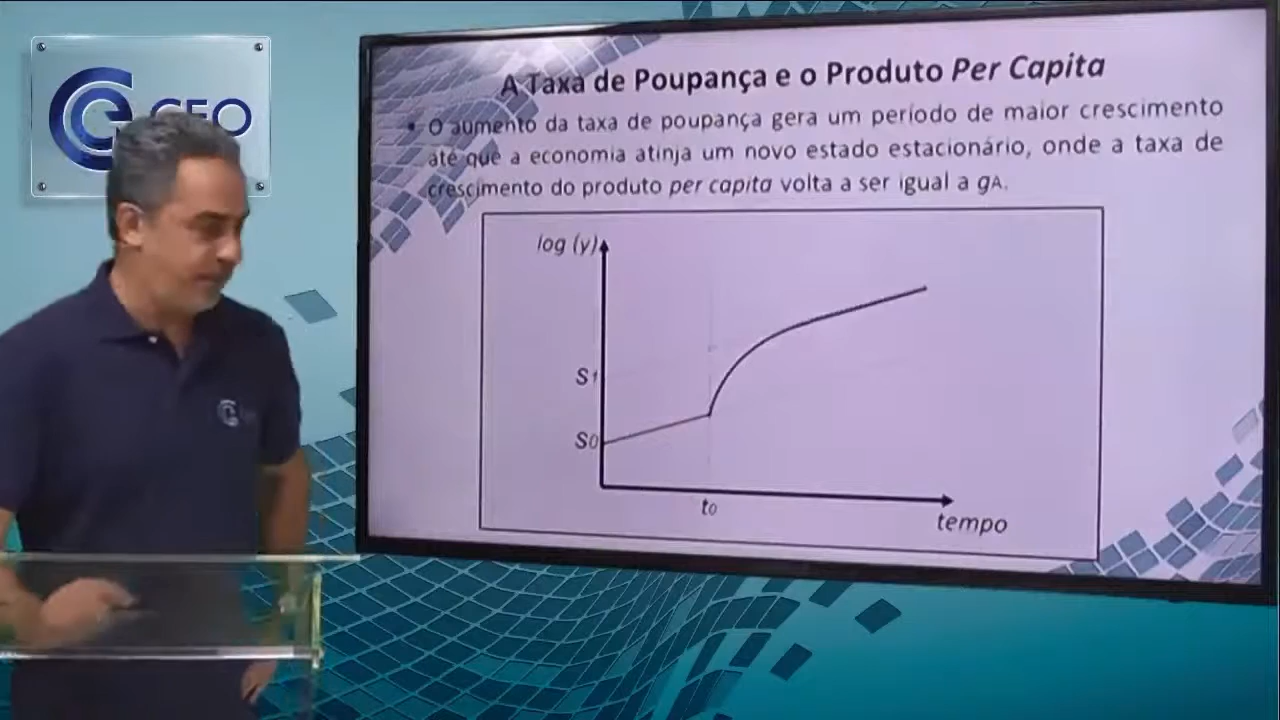 CEO
A Taxa de Poupança e o Produto Per Capita
• O aumento da taxa de poupança gera um período de maior crescimento
até que a economia atinja um novo estado estacionário, onde a taxa de
crescimento do produto per capita volta a ser igual a gA.
log (y)
S1
S0
t0
tempo